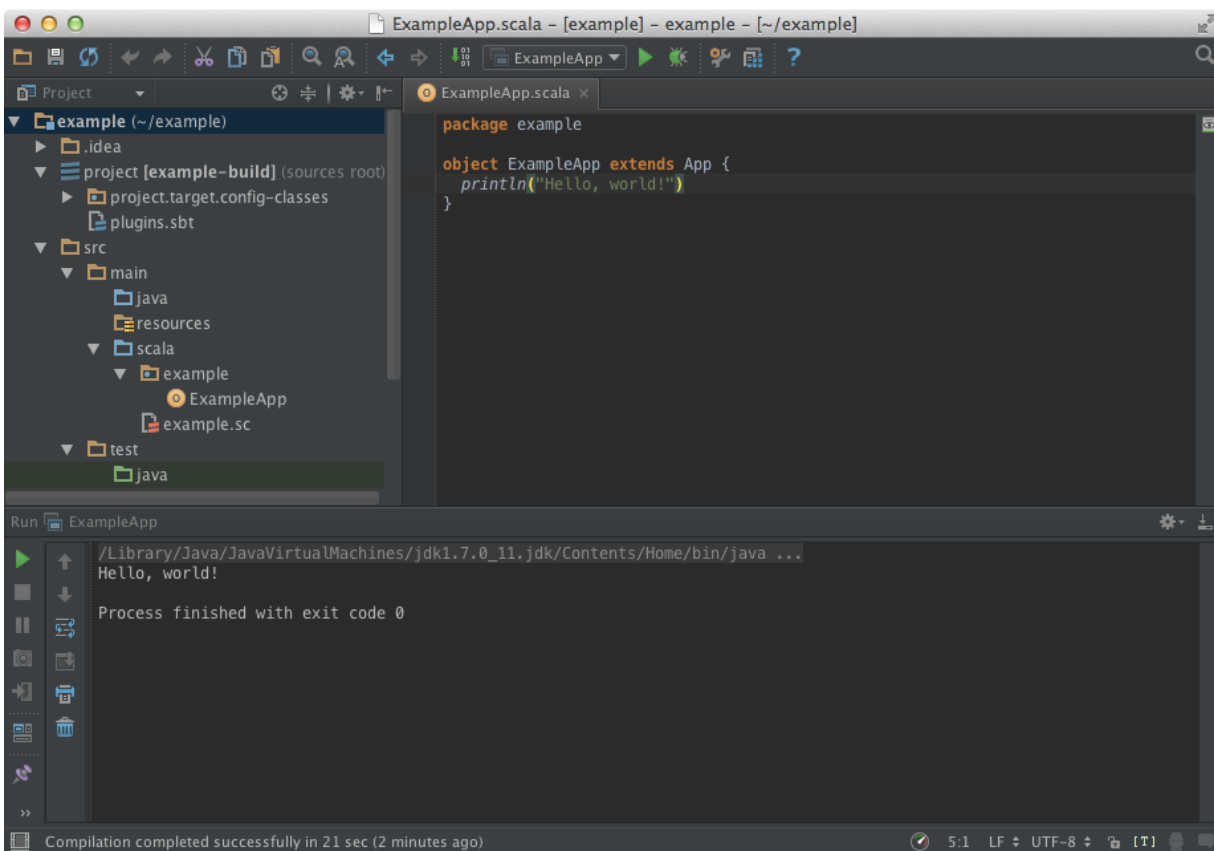 ExampleApp.scala – [example] – example – [~/example]
ExampleApp
?
Project
ExampleApp.scala
example (~/example)
.idea
project [example-build] (sources root)
project.target.config-classes
plugins.sbt
src
main
java
resources
scala
example
ExampleApp
example.sc
test
java
package example
object ExampleApp extends App {
println("Hello, world!")
}
Run ExampleApp
/Library/Java/JavaVirtualMachines/jdk1.7.0_11.jdk/Contents/Home/bin/java ...
Hello, world!
Process finished with exit code 0
Compilation completed successfully in 21 sec (2 minutes ago)
5:1 LF UTF-8 [T]